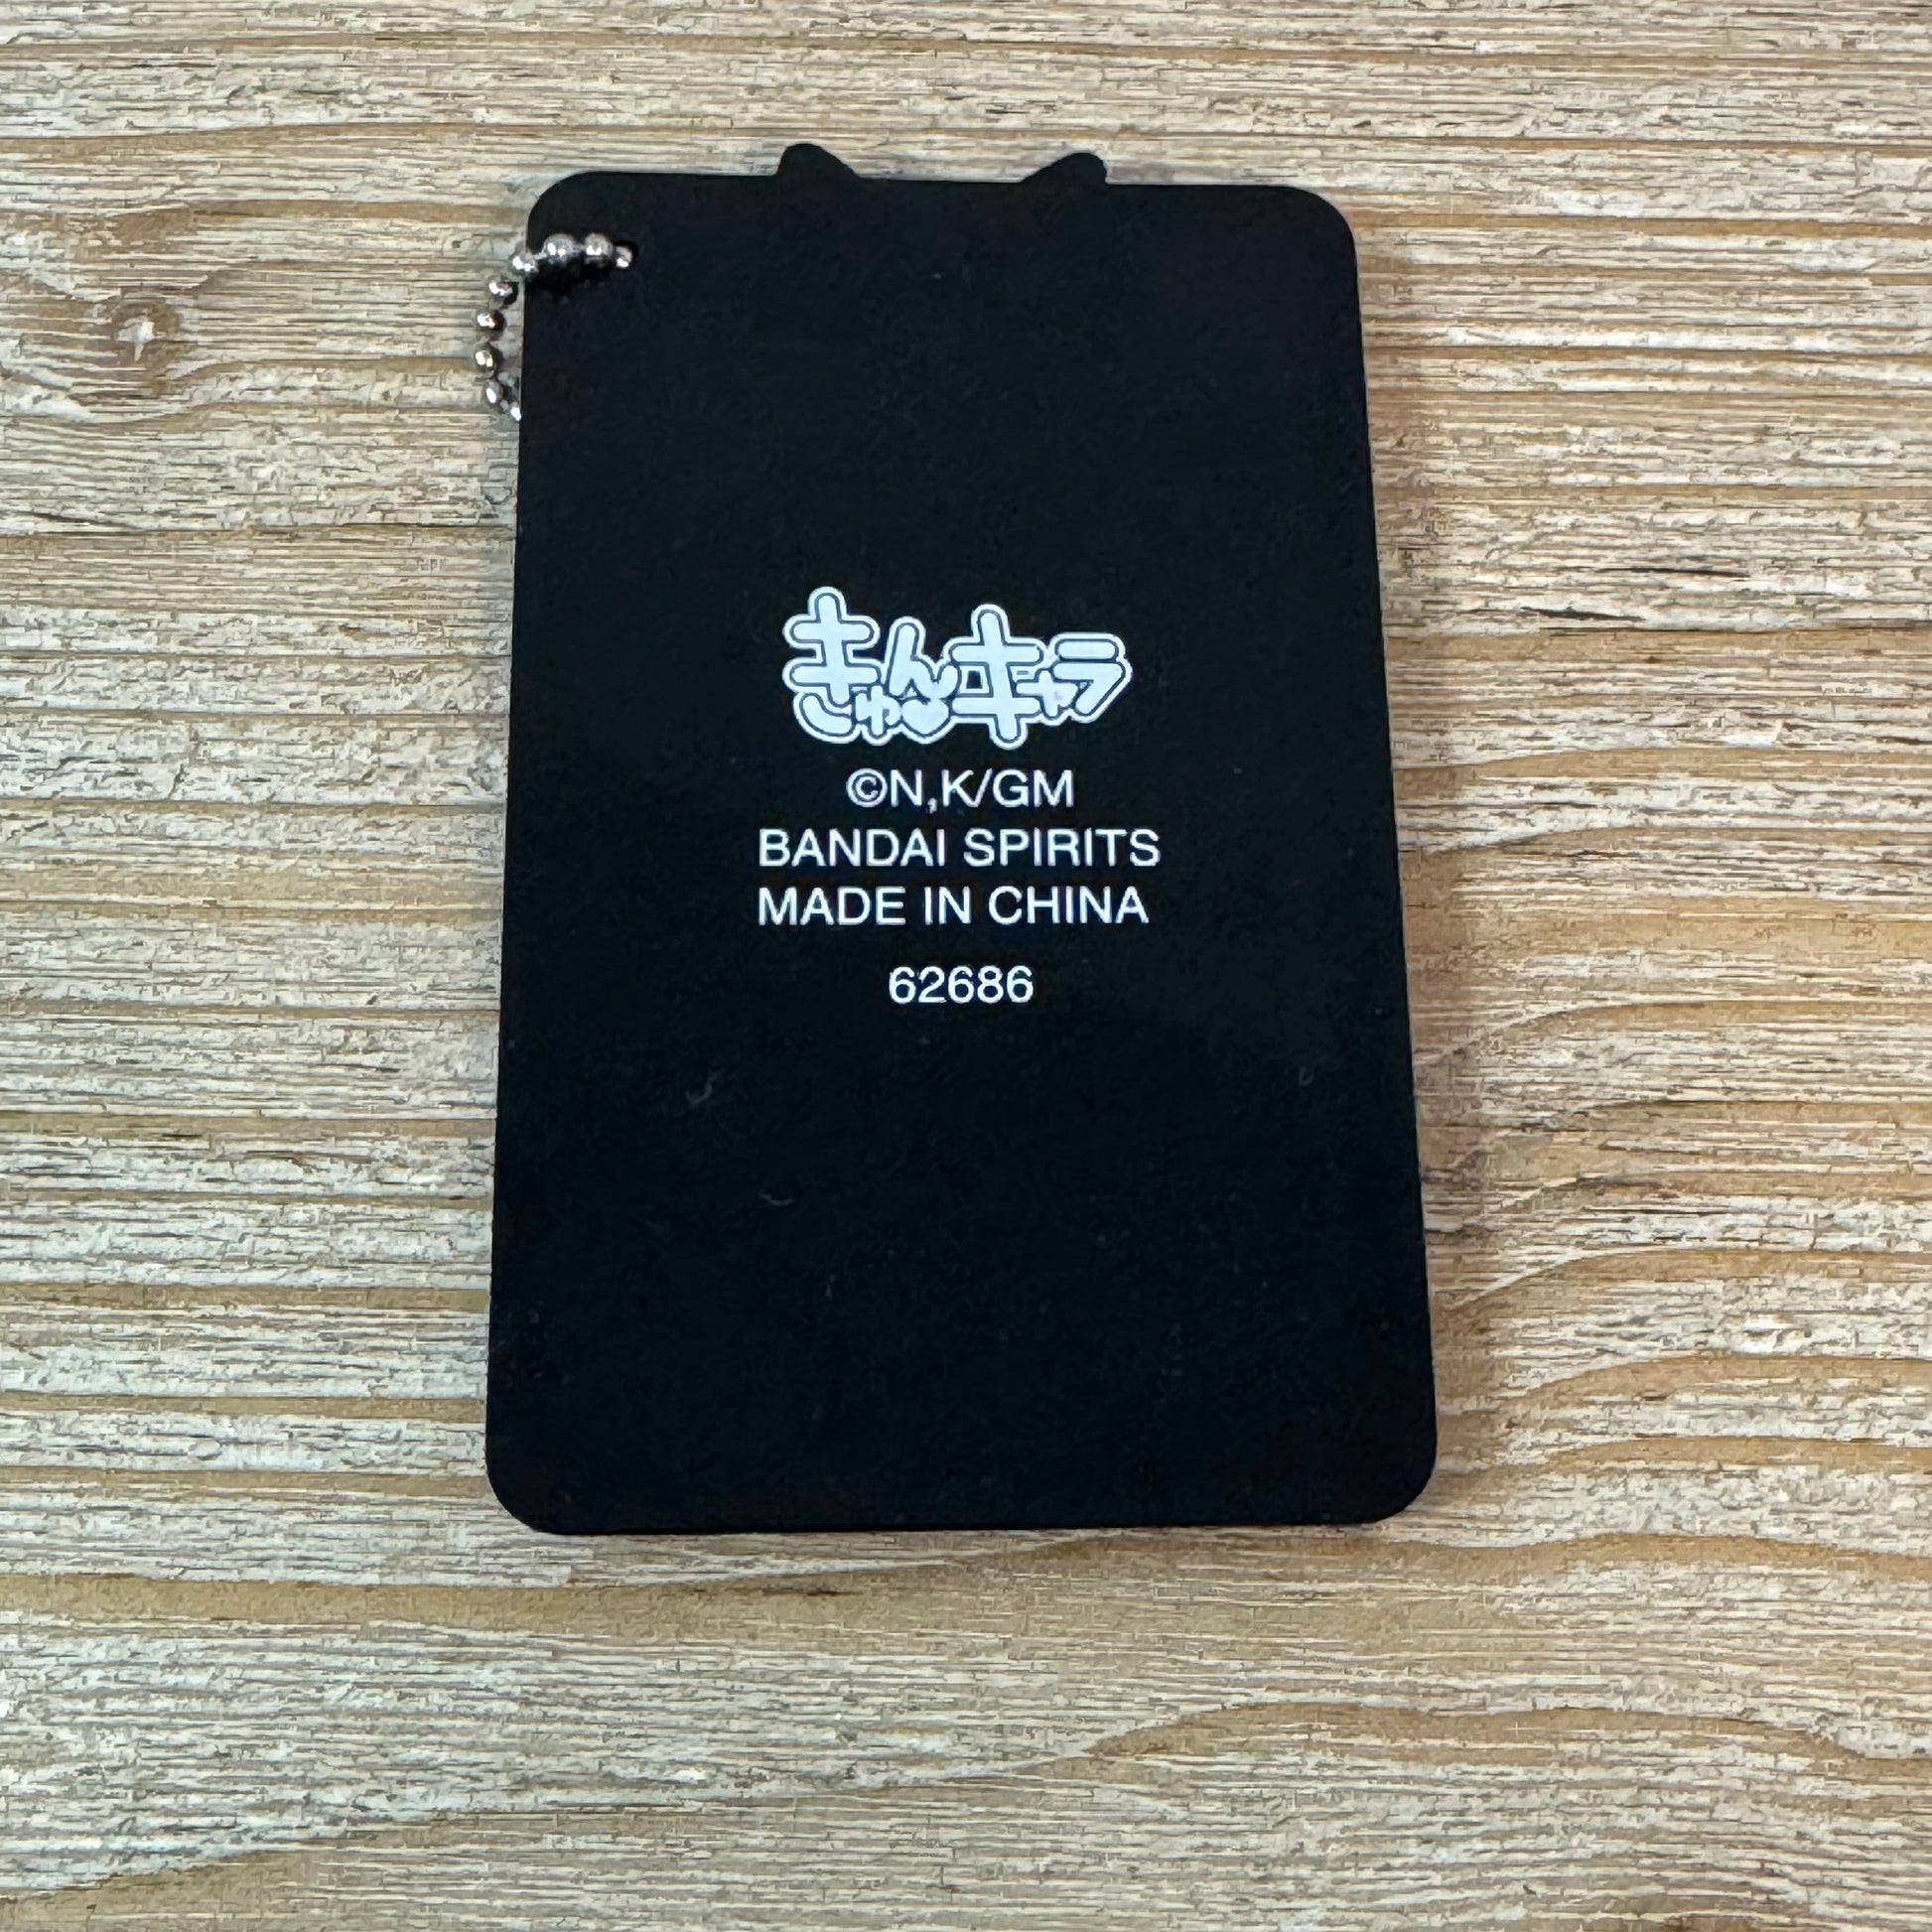 きゅんキャラ
©N,K/GM
BANDAI SPIRITS
MADE IN CHINA
62686